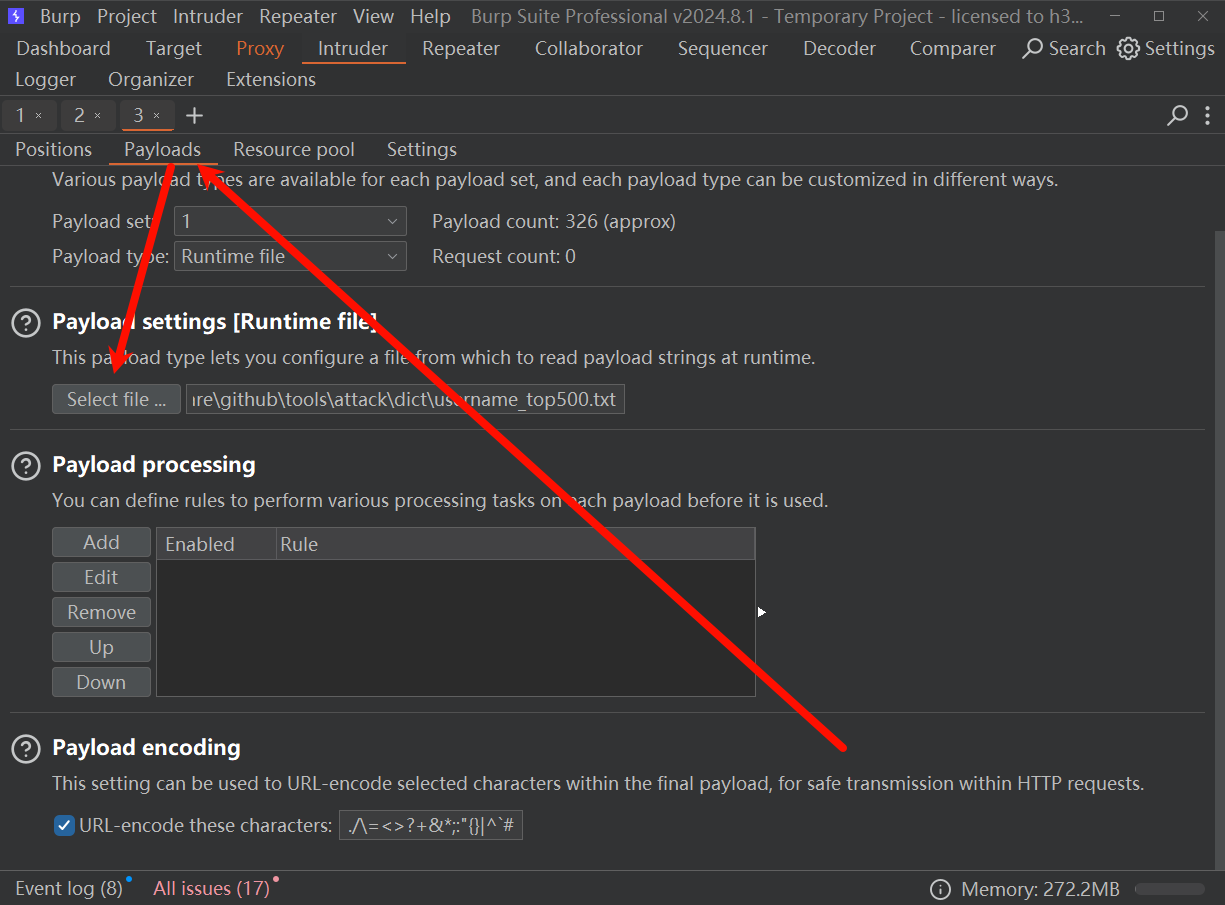 Burp Project Intruder Repeater View Help Burp Suite Professional v2024.8.1 - Temporary Project - licensed to h3...
Dashboard Target Proxy Intruder Repeater Collaborator Sequencer Decoder Comparer Search Settings
Logger Organizer Extensions
1 × 2 × 3 × +
Positions Payloads Resource pool Settings
Various payload types are available for each payload set, and each payload type can be customized in different ways.
Payload set: 1 Payload count: 326 (approx)
Payload type: Runtime file Request count: 0
Payload settings [Runtime file]
This payload type lets you configure a file from which to read payload strings at runtime.
Select file ... ıre\github\tools\attack\dict\username_top500.txt
Payload processing
You can define rules to perform various processing tasks on each payload before it is used.
Add Enabled Rule
Edit
Remove
Up
Down
Payload encoding
This setting can be used to URL-encode selected characters within the final payload, for safe transmission within HTTP requests.
URL-encode these characters: ./\=<>?+&*;:"{}|^`#
Event log (8) All issues (17) Memory: 272.2MB